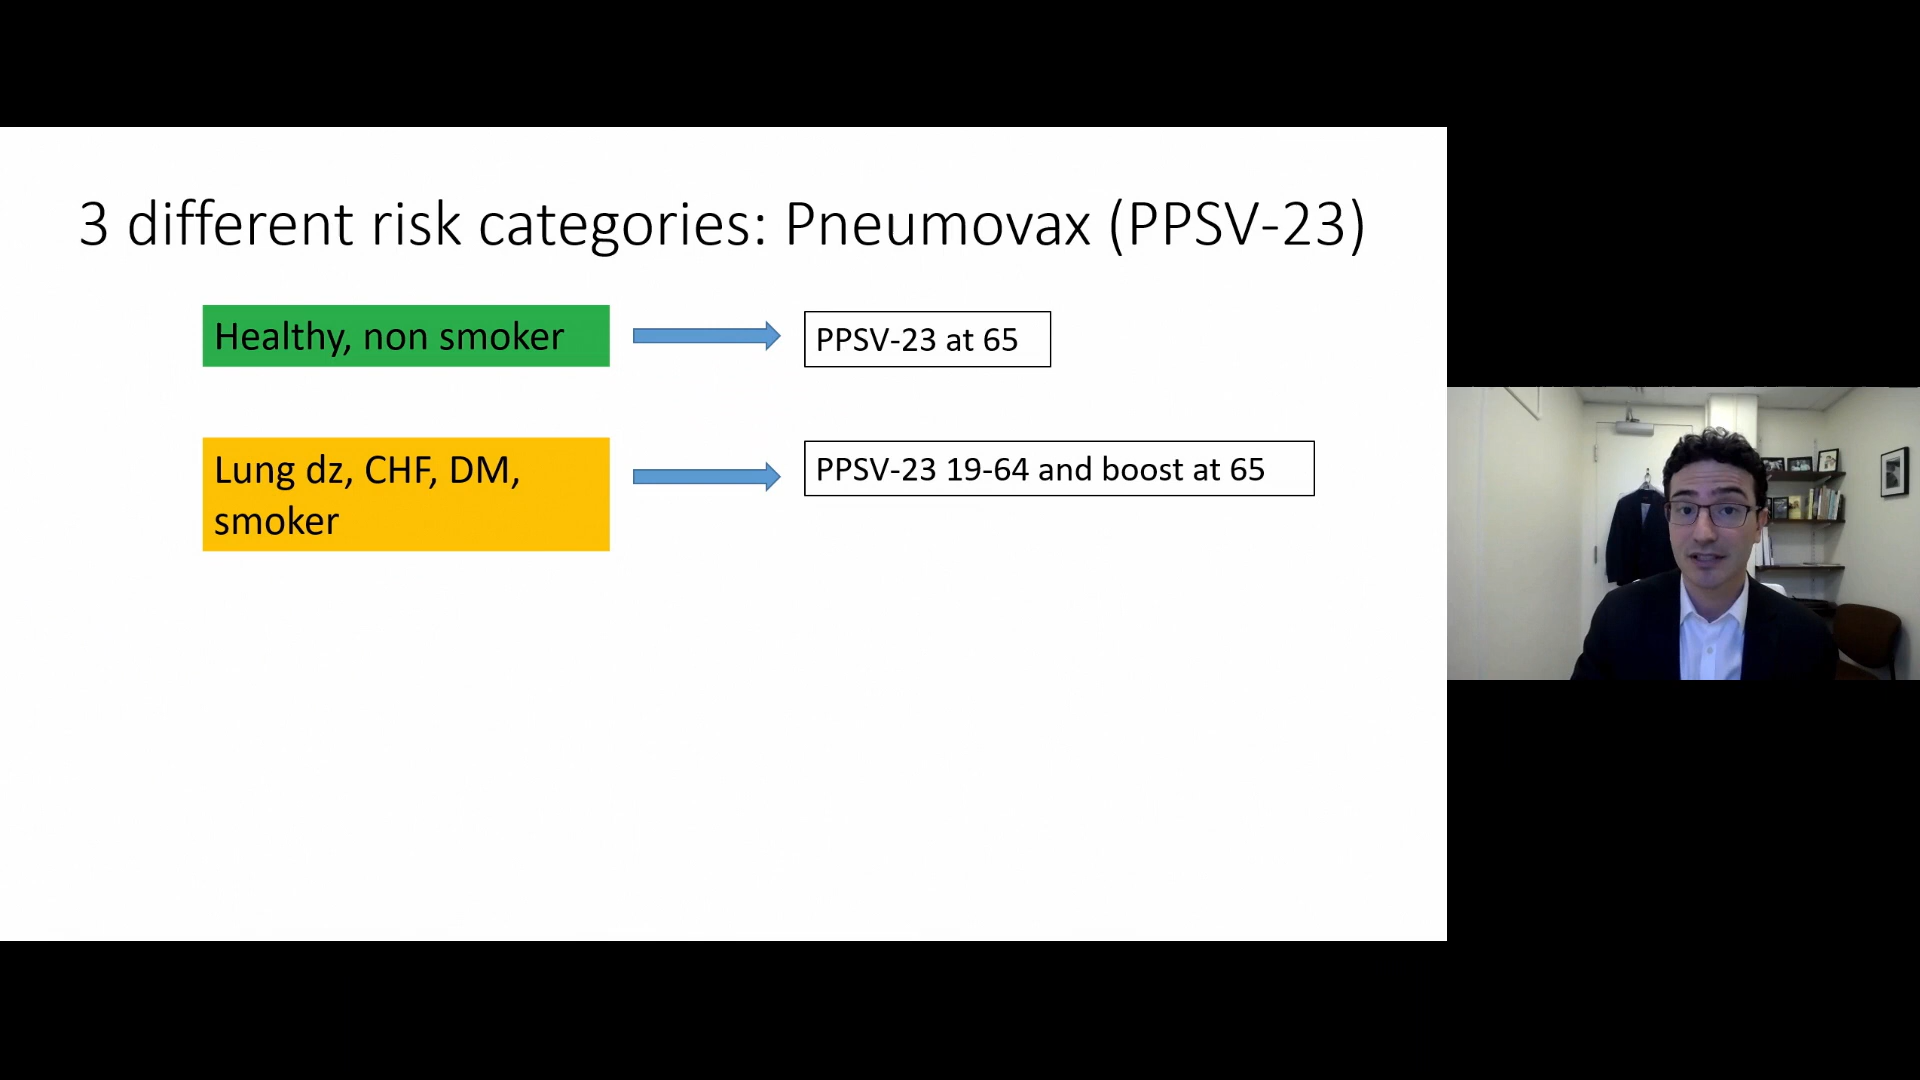 3 different risk categories: Pneumovax (PPSV-23)
Healthy, non smoker
PPSV-23 at 65
Lung dz, CHF, DM,
smoker
PPSV-23 19-64 and boost at 65